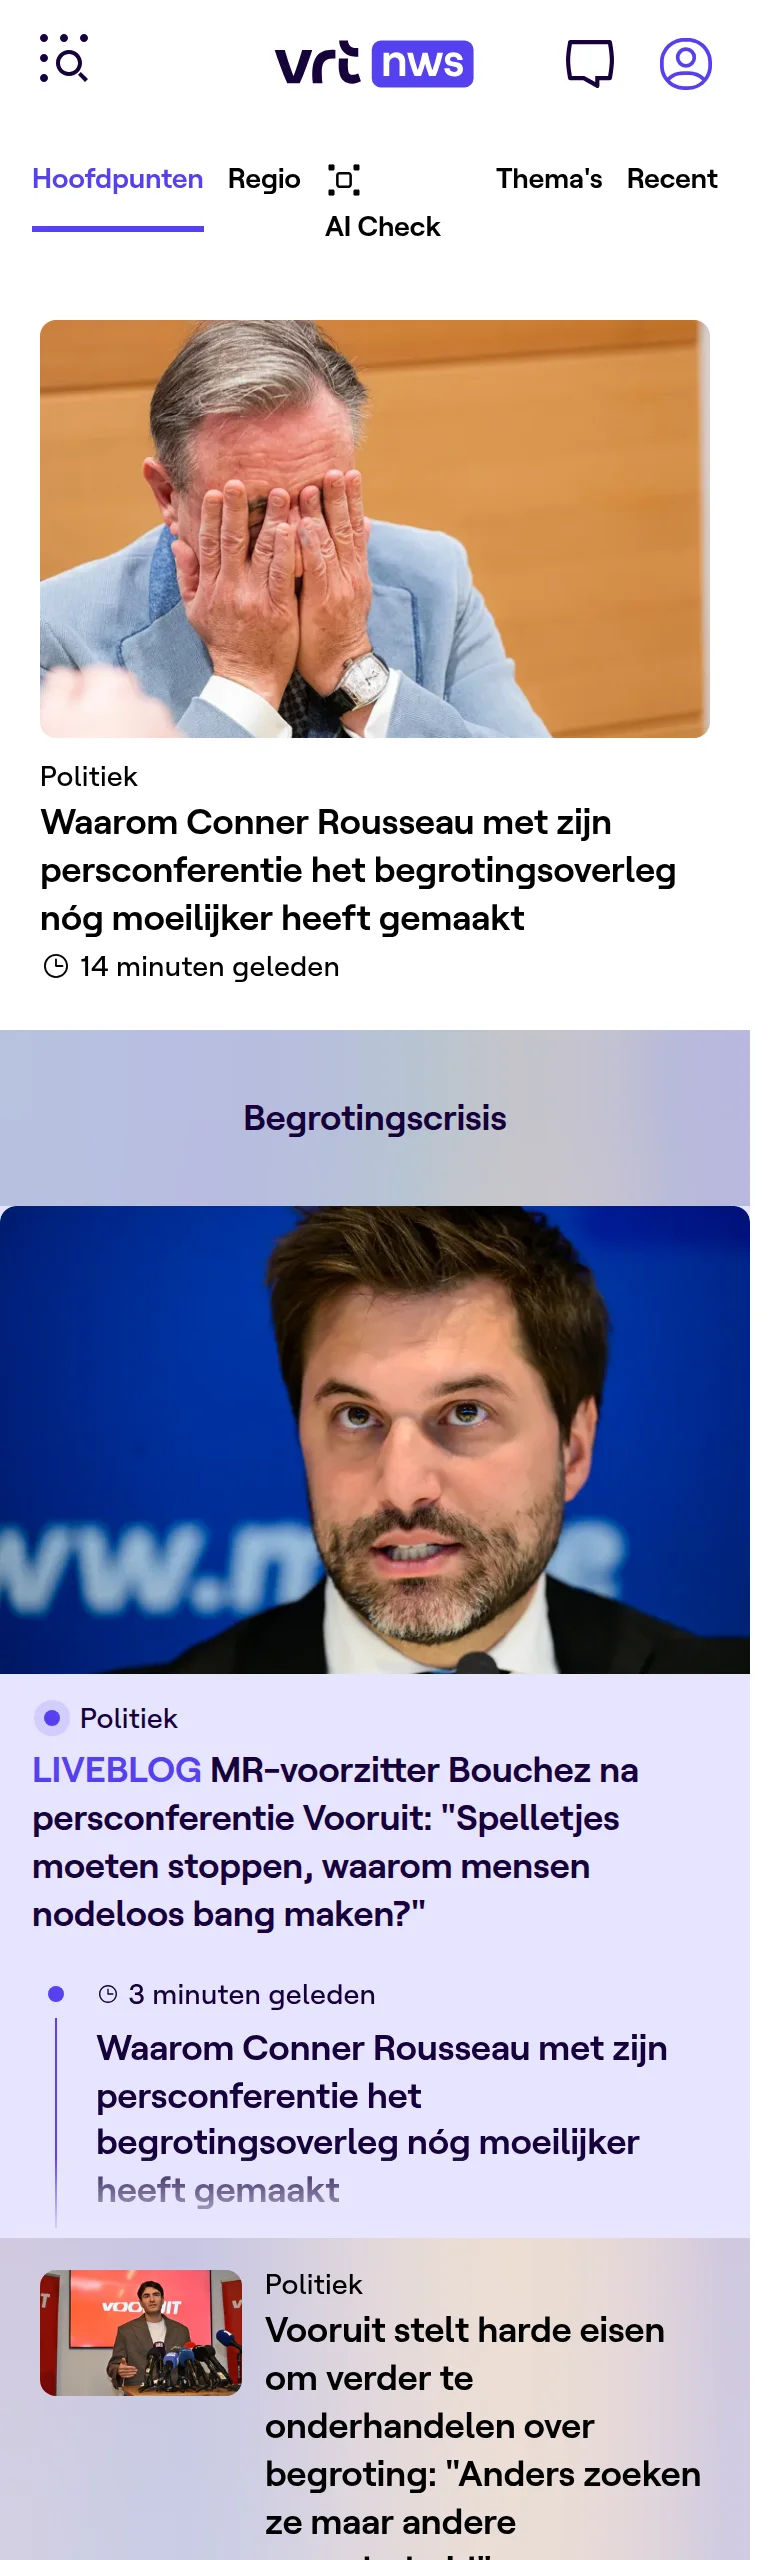 vrt nws
Hoofdpunten Regio AI Check Thema's Recent
Politiek
Waarom Conner Rousseau met zijn
persconferentie het begrotingsoverleg
nóg moeilijker heeft gemaakt
14 minuten geleden
Begrotingscrisis
Politiek
LIVEBLOG MR-voorzitter Bouchez na
persconferentie Vooruit: "Spelletjes
moeten stoppen, waarom mensen
nodeloos bang maken?"
3 minuten geleden
Waarom Conner Rousseau met zijn
persconferentie het
begrotingsoverleg nóg moeilijker
heeft gemaakt
Politiek
Vooruit stelt harde eisen
om verder te
onderhandelen over
begroting: "Anders zoeken
ze maar andere